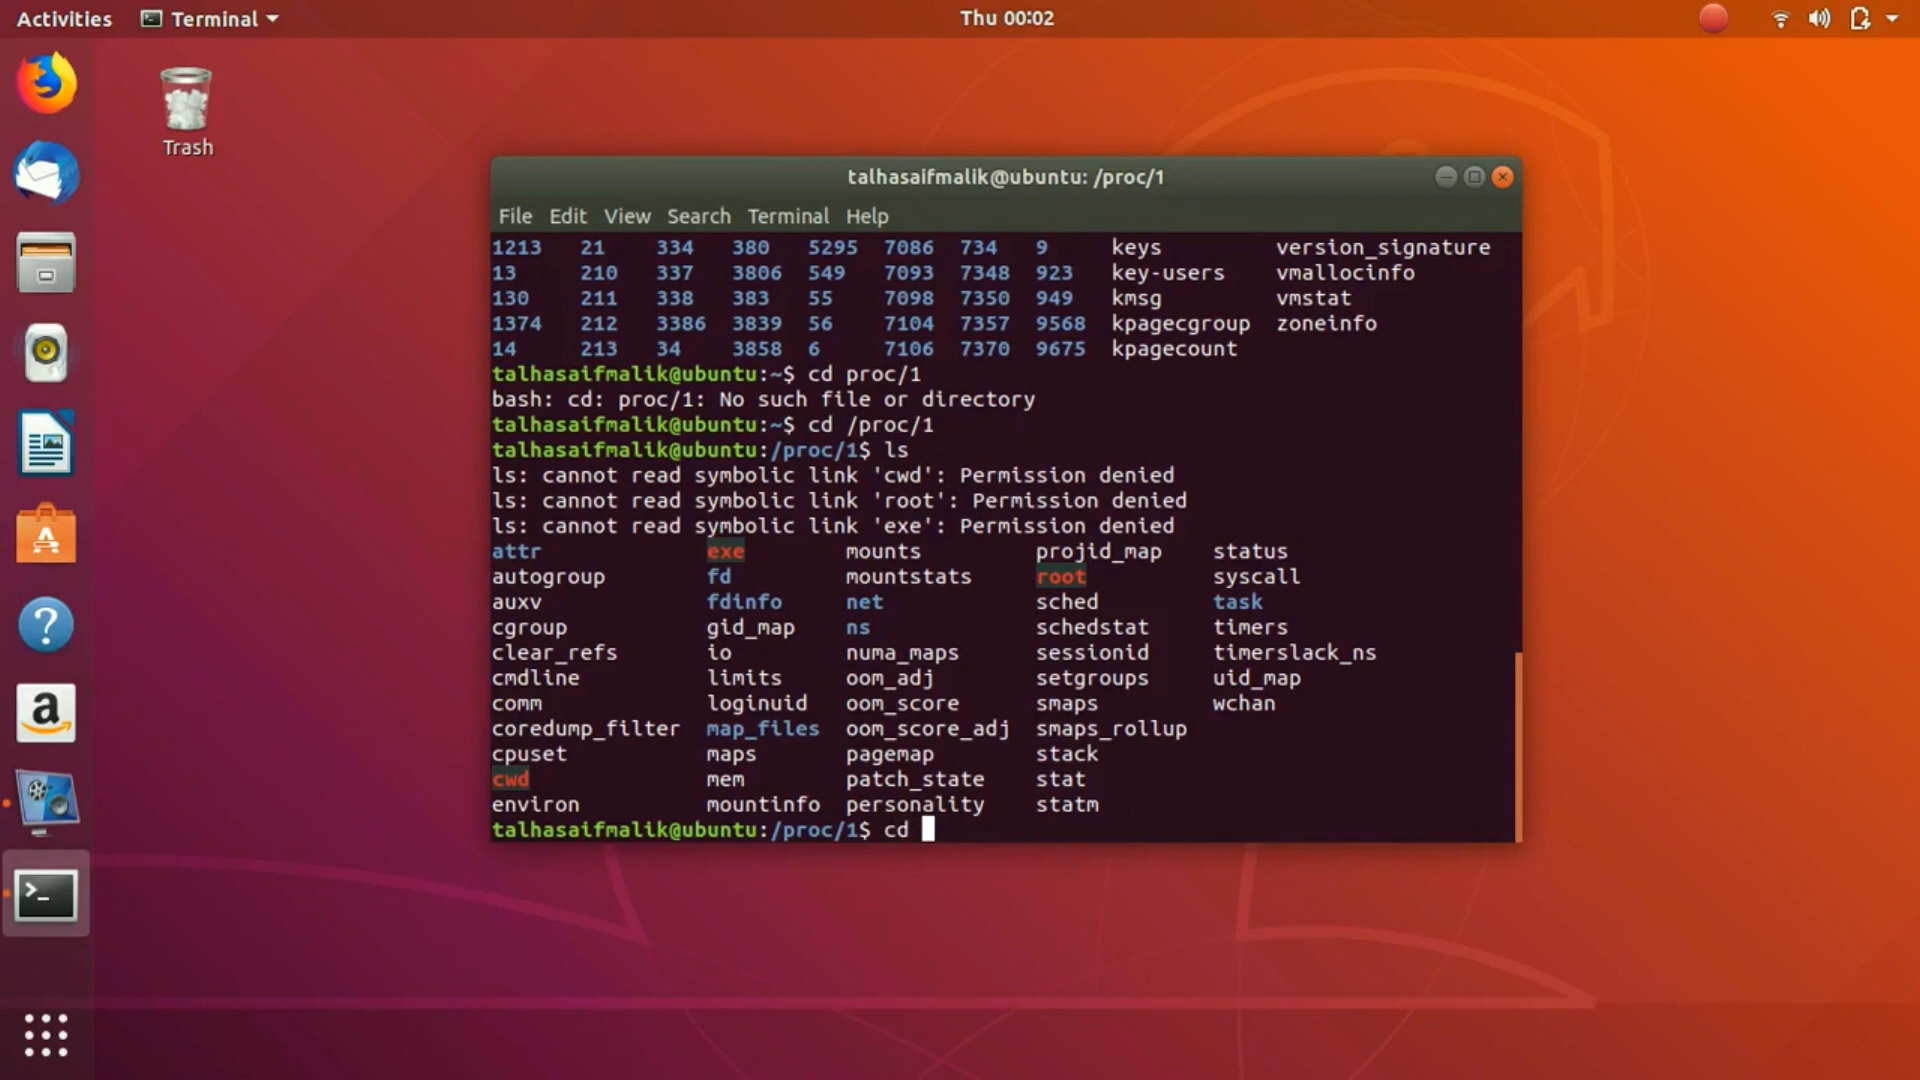 Activities Terminal Thu 00:02
Trash
talhasaifmalik@ubuntu: /proc/1
File Edit View Search Terminal Help
1213 21 334 380 5295 7086 734 9 keys version_signature
13 210 337 3806 549 7093 7348 923 key-users vmallocinfo
130 211 338 383 55 7098 7350 949 kmsg vmstat
1374 212 3386 3839 56 7104 7357 9568 kpagecgroup zoneinfo
14 213 34 3858 6 7106 7370 9675 kpagecount
talhasaifmalik@ubuntu:~$ cd proc/1
bash: cd: proc/1: No such file or directory
talhasaifmalik@ubuntu:~$ cd /proc/1
talhasaifmalik@ubuntu:/proc/1$ ls
ls: cannot read symbolic link 'cwd': Permission denied
ls: cannot read symbolic link 'root': Permission denied
ls: cannot read symbolic link 'exe': Permission denied
attr exe mounts projid_map status
autogroup fd mountstats root syscall
auxv fdinfo net sched task
cgroup gid_map ns schedstat timers
clear_refs io numa_maps sessionid timerslack_ns
cmdline limits oom_adj setgroups uid_map
comm loginuid oom_score smaps wchan
coredump_filter map_files oom_score_adj smaps_rollup
cpuset maps pagemap stack
cwd mem patch_state stat
environ mountinfo personality statm
talhasaifmalik@ubuntu:/proc/1$ cd